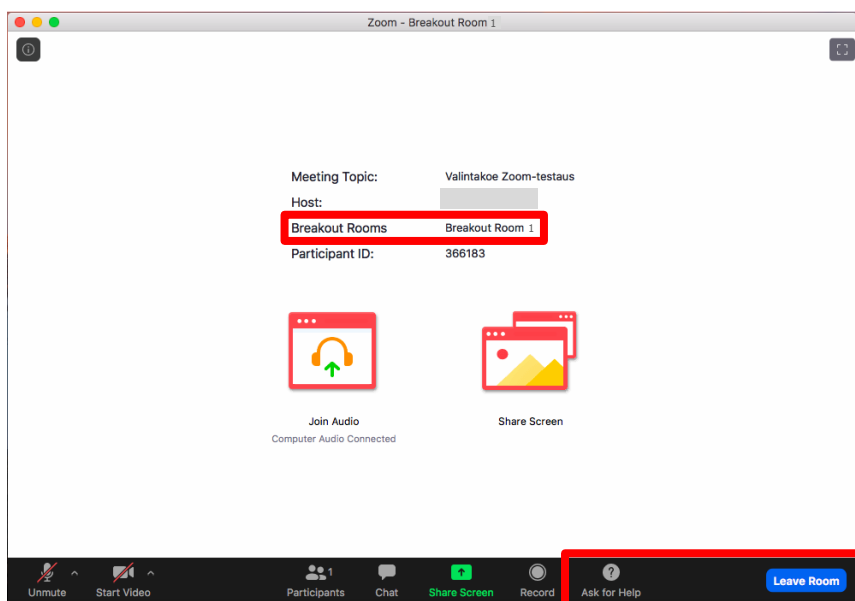 Zoom - Breakout Room 1
Meeting Topic: Valintakoe Zoom-testaus
Host:
Breakout Rooms Breakout Room 1
Participant ID: 366183
Join Audio Share Screen
Computer Audio Connected
1
Unmute Start Video Participants Chat Share Screen Record Ask for Help Leave Room